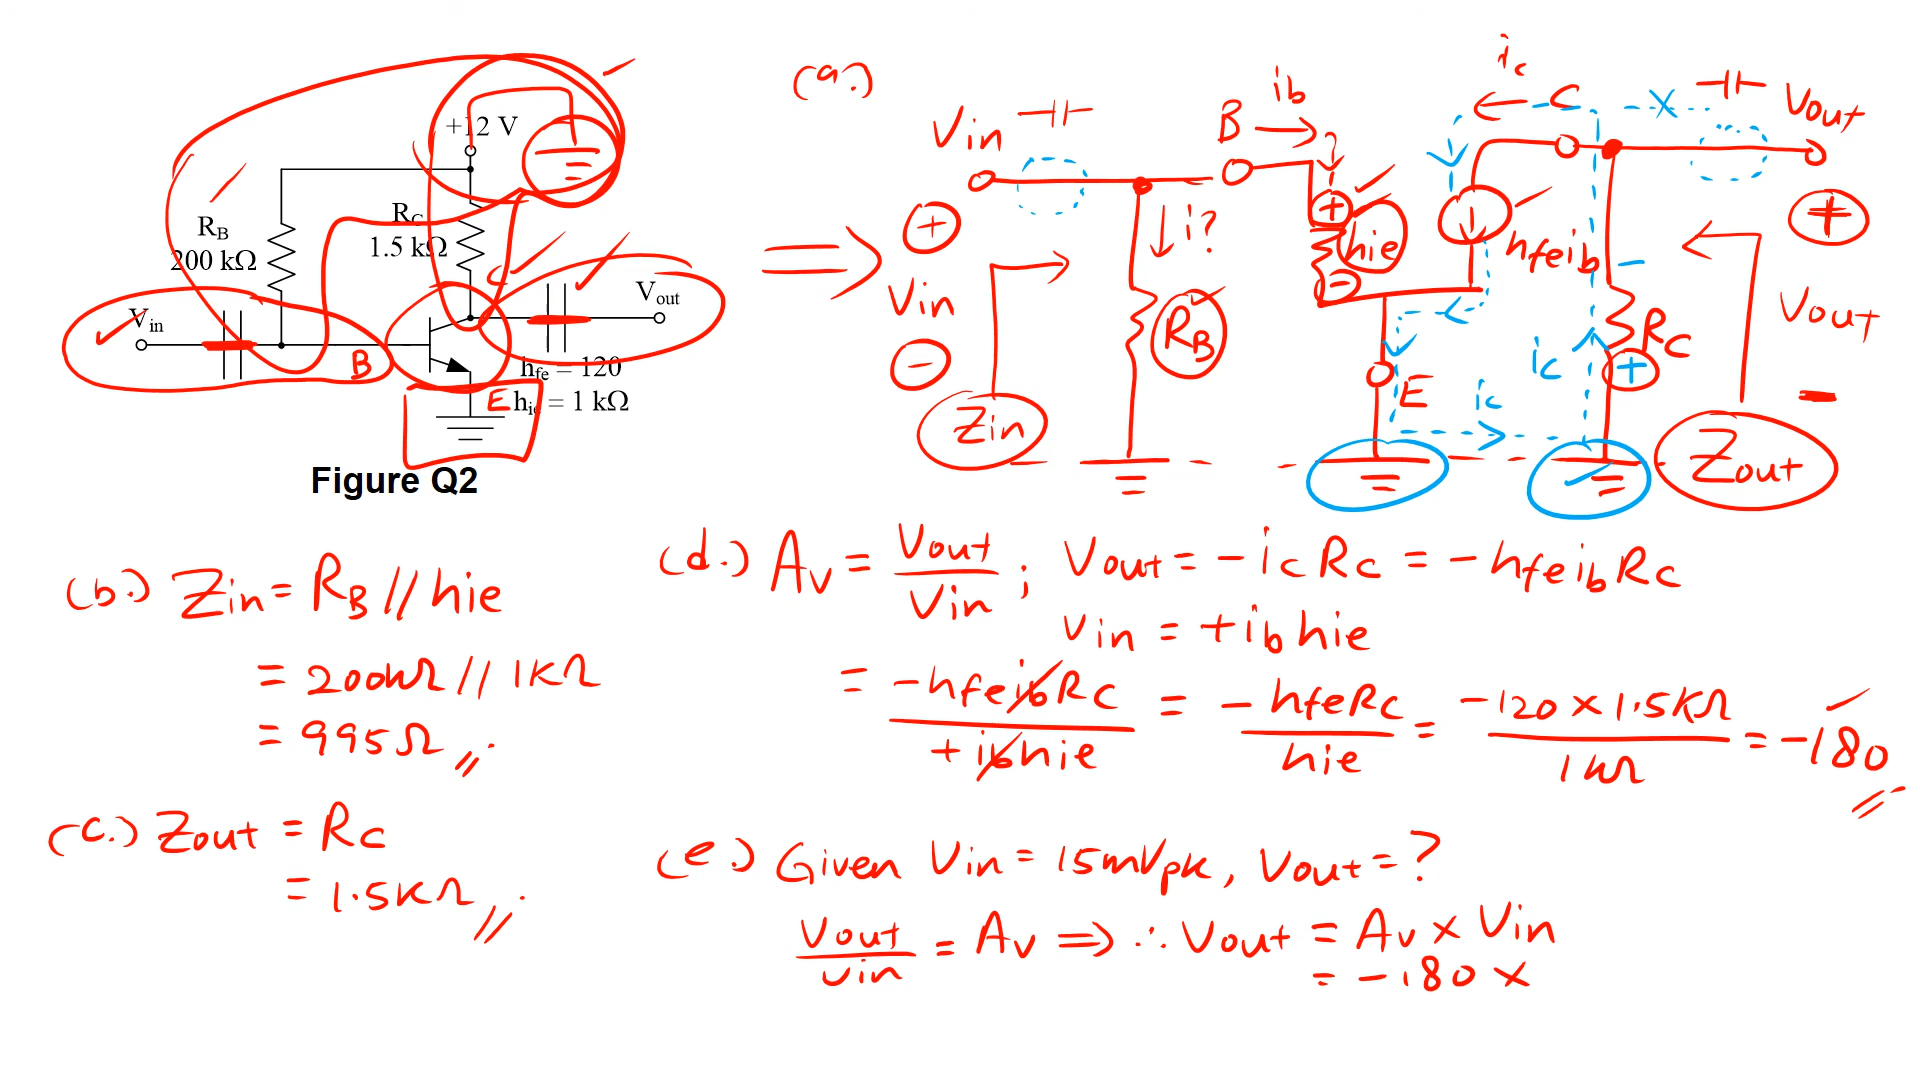 +12 V
R_B
200 kΩ
R_C
1.5 kΩ
C
V_in
V_out
B
h_fe = 120
E h_ie = 1 kΩ
Figure Q2
(a.)
Vin
B
ib
ic
C
Vout
+
Vin
−
i?
R_B
+
hie
−
hfeib
Rc
+
+
Vout
−
Zin
E
ic
ic
Zout
(b.) Zin = R_B // hie
= 200kΩ // 1kΩ
= 995Ω
(c.) Zout = Rc
= 1.5kΩ
(d.) Av = Vout / Vin ; Vout = −icRc = −hfeibRc
Vin = +ibhie
= −hfeibRc / +ibhie = −hfeRc / hie = −120 × 1.5kΩ / 1kΩ = −180
(e.) Given Vin = 15mVpk, Vout = ?
Vout / Vin = Av ⇒ ∴ Vout = Av × Vin
= −180 ×